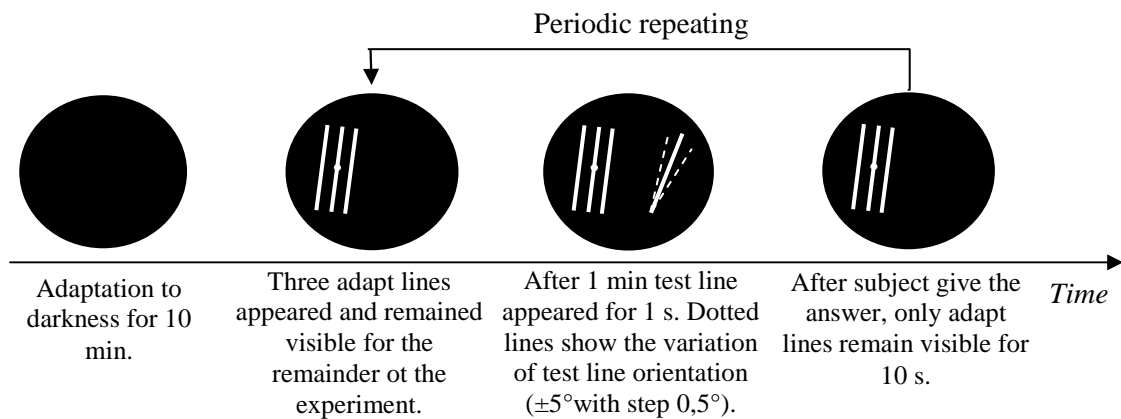 Periodic repeating
Adaptation to
darkness for 10
min.
Three adapt lines
appeared and remained
visible for the
remainder ot the
experiment.
After 1 min test line
appeared for 1 s. Dotted
lines show the variation
of test line orientation
(±5°with step 0,5°).
After subject give the
answer, only adapt
lines remain visible for
10 s.
Time